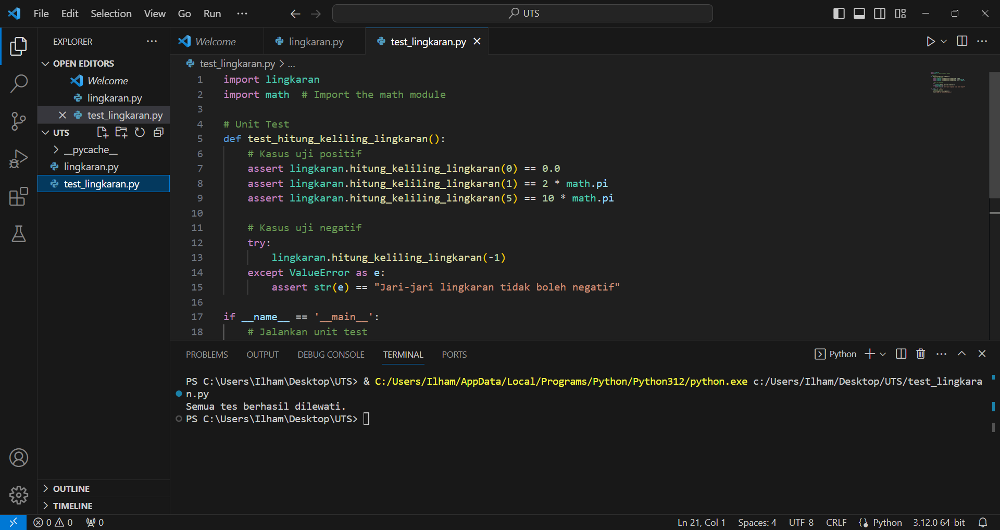 File Edit Selection View Go Run ...
UTS
EXPLORER ...
OPEN EDITORS
Welcome
lingkaran.py
test_lingkaran.py
UTS
__pycache__
lingkaran.py
test_lingkaran.py
OUTLINE
TIMELINE
Welcome lingkaran.py test_lingkaran.py
test_lingkaran.py > ...
1 import lingkaran
2 import math  # Import the math module
3
4 # Unit Test
5 def test_hitung_keliling_lingkaran():
6     # Kasus uji positif
7     assert lingkaran.hitung_keliling_lingkaran(0) == 0.0
8     assert lingkaran.hitung_keliling_lingkaran(1) == 2 * math.pi
9     assert lingkaran.hitung_keliling_lingkaran(5) == 10 * math.pi
10
11     # Kasus uji negatif
12     try:
13         lingkaran.hitung_keliling_lingkaran(-1)
14     except ValueError as e:
15         assert str(e) == "Jari-jari lingkaran tidak boleh negatif"
16
17 if __name__ == '__main__':
18     # Jalankan unit test
PROBLEMS OUTPUT DEBUG CONSOLE TERMINAL PORTS Python
PS C:\Users\Ilham\Desktop\UTS> & C:/Users/Ilham/AppData/Local/Programs/Python/Python312/python.exe c:/Users/Ilham/Desktop/UTS/test_lingkara
n.py
Semua tes berhasil dilewati.
PS C:\Users\Ilham\Desktop\UTS>
0 0 0 Ln 21, Col 1 Spaces: 4 UTF-8 CRLF Python 3.12.0 64-bit